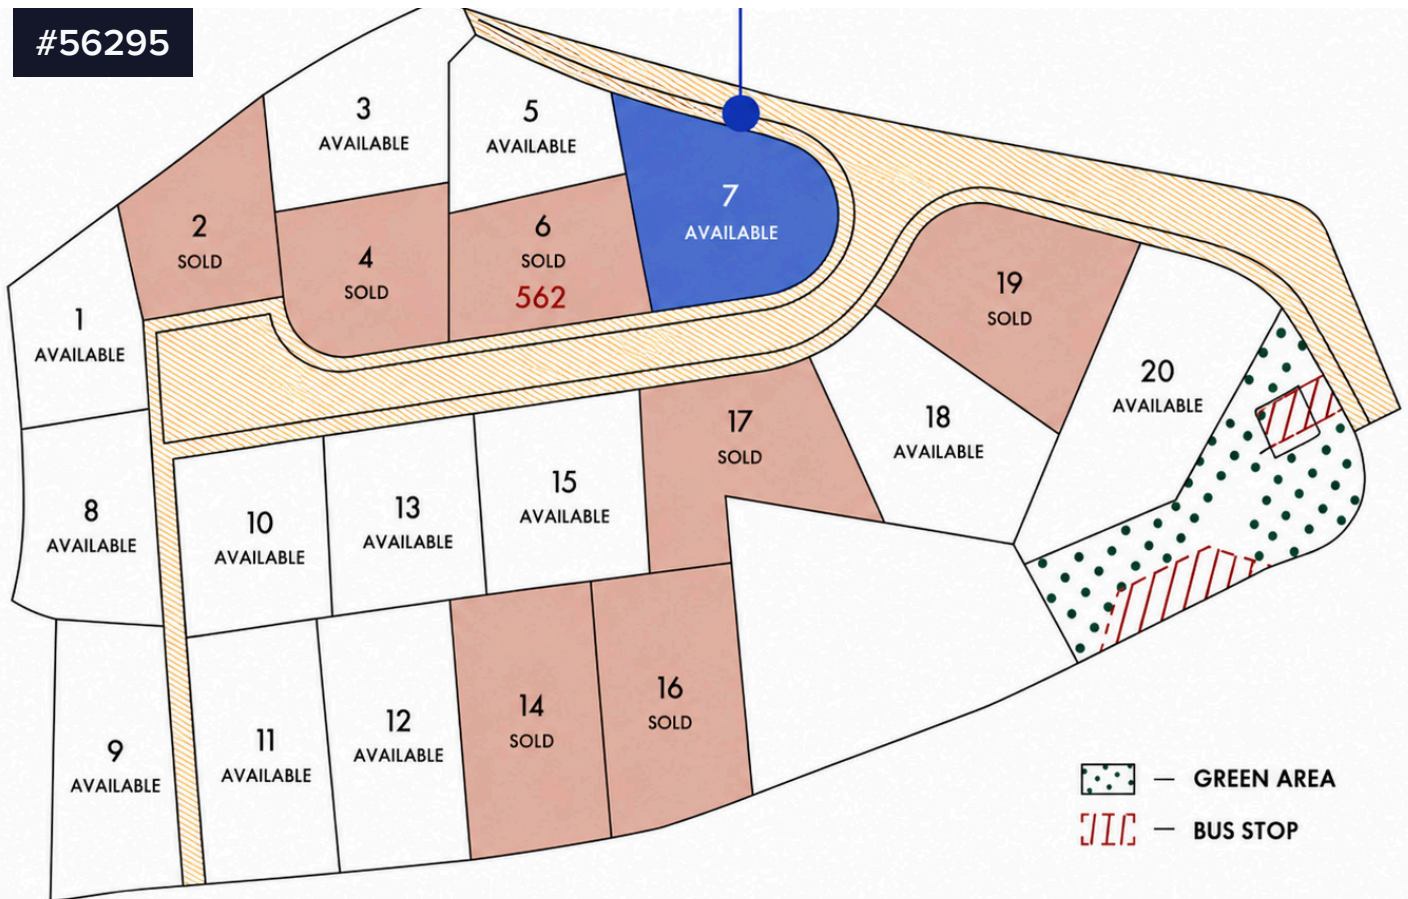 #56295
3
AVAILABLE
5
AVAILABLE
7
AVAILABLE
2
SOLD
4
SOLD
6
SOLD
562
19
SOLD
1
AVAILABLE
20
AVAILABLE
17
SOLD
18
AVAILABLE
8
AVAILABLE
10
AVAILABLE
13
AVAILABLE
15
AVAILABLE
9
AVAILABLE
11
AVAILABLE
12
AVAILABLE
14
SOLD
16
SOLD
— GREEN AREA
— BUS STOP